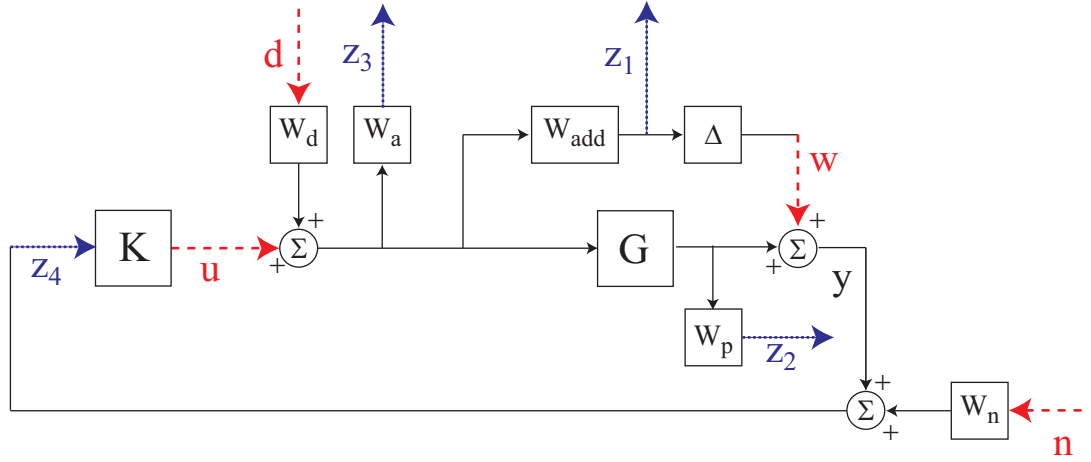 d
z3
z1
Wd
Wa
Wadd
Δ
w
+
+
K
Σ
G
Σ
z4
u
+
+
y
Wp
z2
+
Σ
Wn
+
n